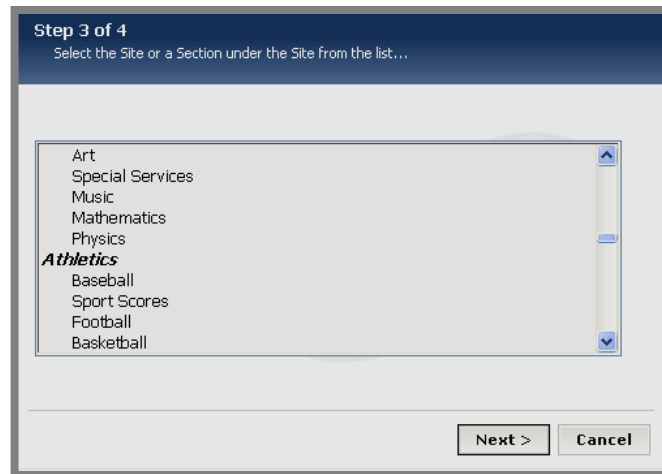 Step 3 of 4
Select the Site or a Section under the Site from the list...
Art
Special Services
Music
Mathematics
Physics
Athletics
Baseball
Sport Scores
Football
Basketball
Next >
Cancel